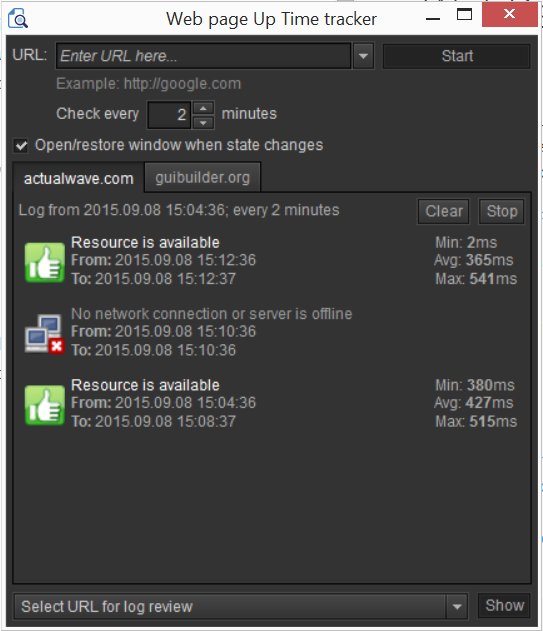 Web page Up Time tracker
URL: Enter URL here... Start
Example: http://google.com
Check every 2 minutes
Open/restore window when state changes
actualwave.com guibuilder.org
Log from 2015.09.08 15:04:36; every 2 minutes Clear Stop
Resource is available Min: 2ms
From: 2015.09.08 15:12:36 Avg: 365ms
To: 2015.09.08 15:12:37 Max: 541ms
No network connection or server is offline
From: 2015.09.08 15:10:36
To: 2015.09.08 15:10:36
Resource is available Min: 380ms
From: 2015.09.08 15:04:36 Avg: 427ms
To: 2015.09.08 15:08:37 Max: 515ms
Select URL for log review Show